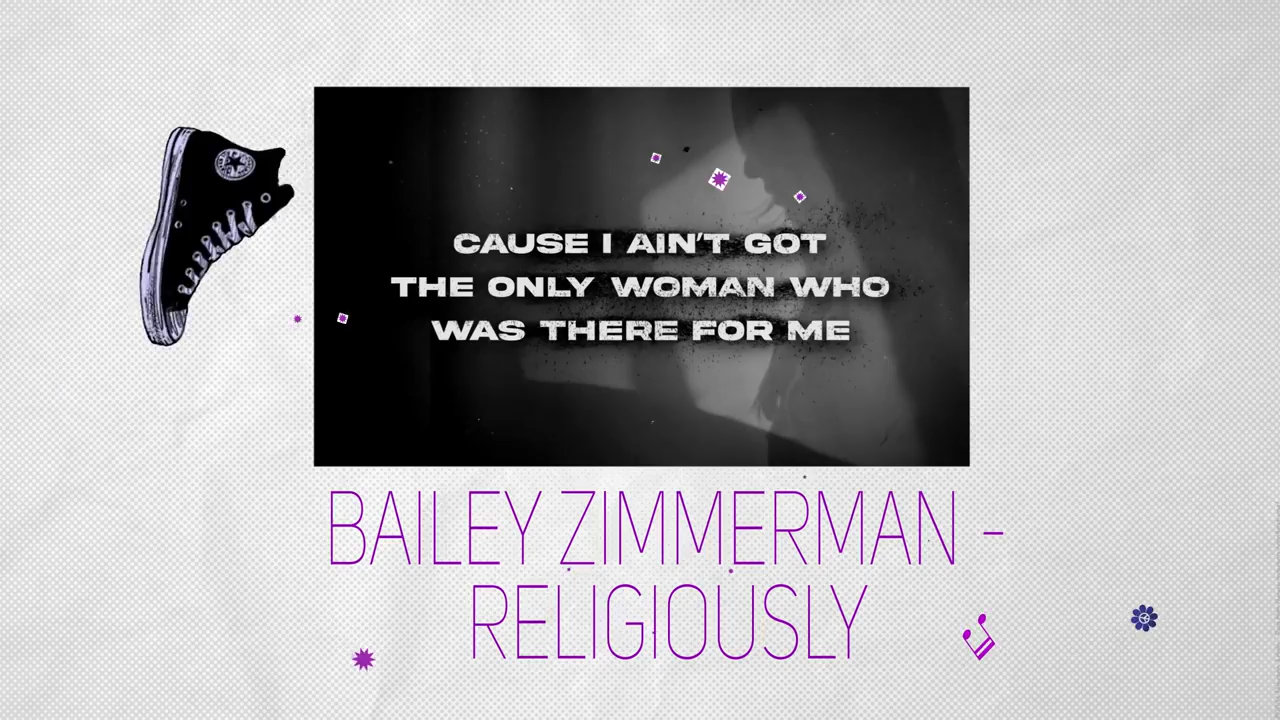 CAUSE I AIN'T GOT
THE ONLY WOMAN WHO
WAS THERE FOR ME
BAILEY ZIMMERMAN -
RELIGIOUSLY